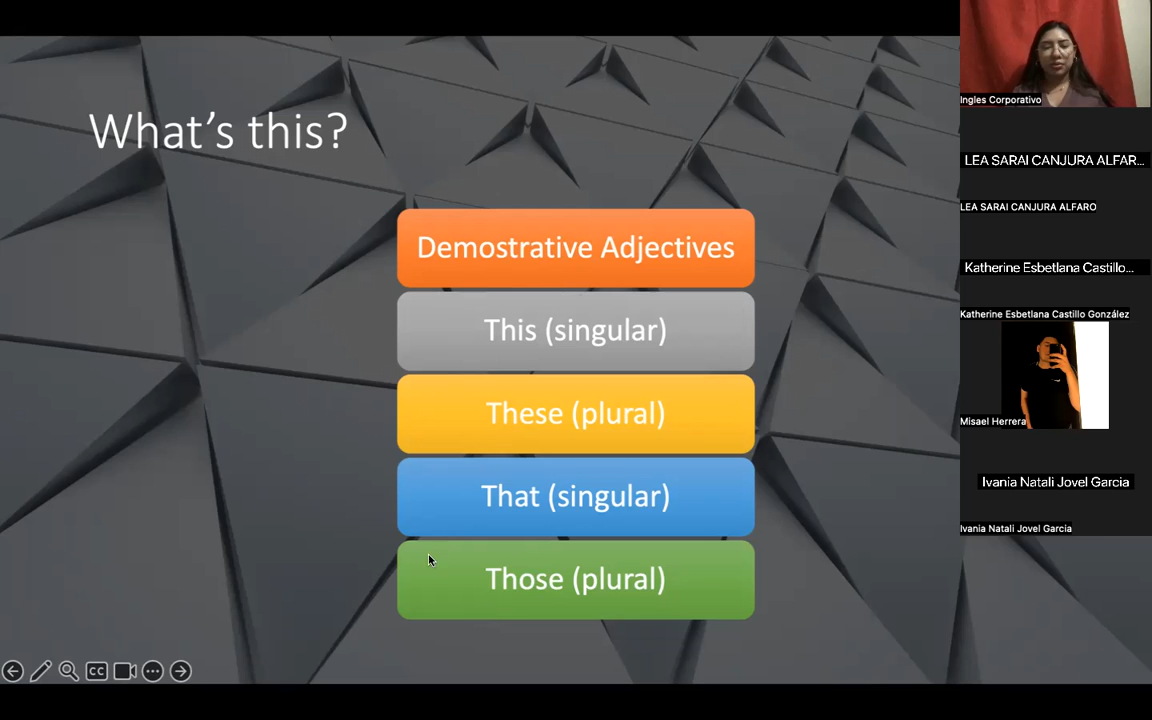 What's this?
Demostrative Adjectives
This (singular)
These (plural)
That (singular)
Those (plural)
CC
Ingles Corporativo
LEA SARAI CANJURA ALFAR...
LEA SARAI CANJURA ALFARO
Katherine Esbetlana Castillo...
Katherine Esbetlana Castillo González
Misael Herrera
Ivania Natali Jovel Garcia
Ivania Natali Jovel Garcia